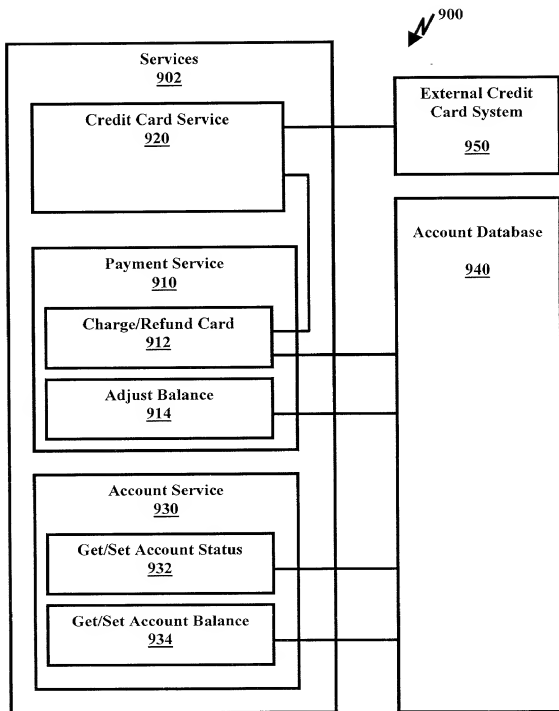 900
Services
902
Credit Card Service
920
External Credit
Card System
950
Payment Service
910
Charge/Refund Card
912
Adjust Balance
914
Account Database
940
Account Service
930
Get/Set Account Status
932
Get/Set Account Balance
934